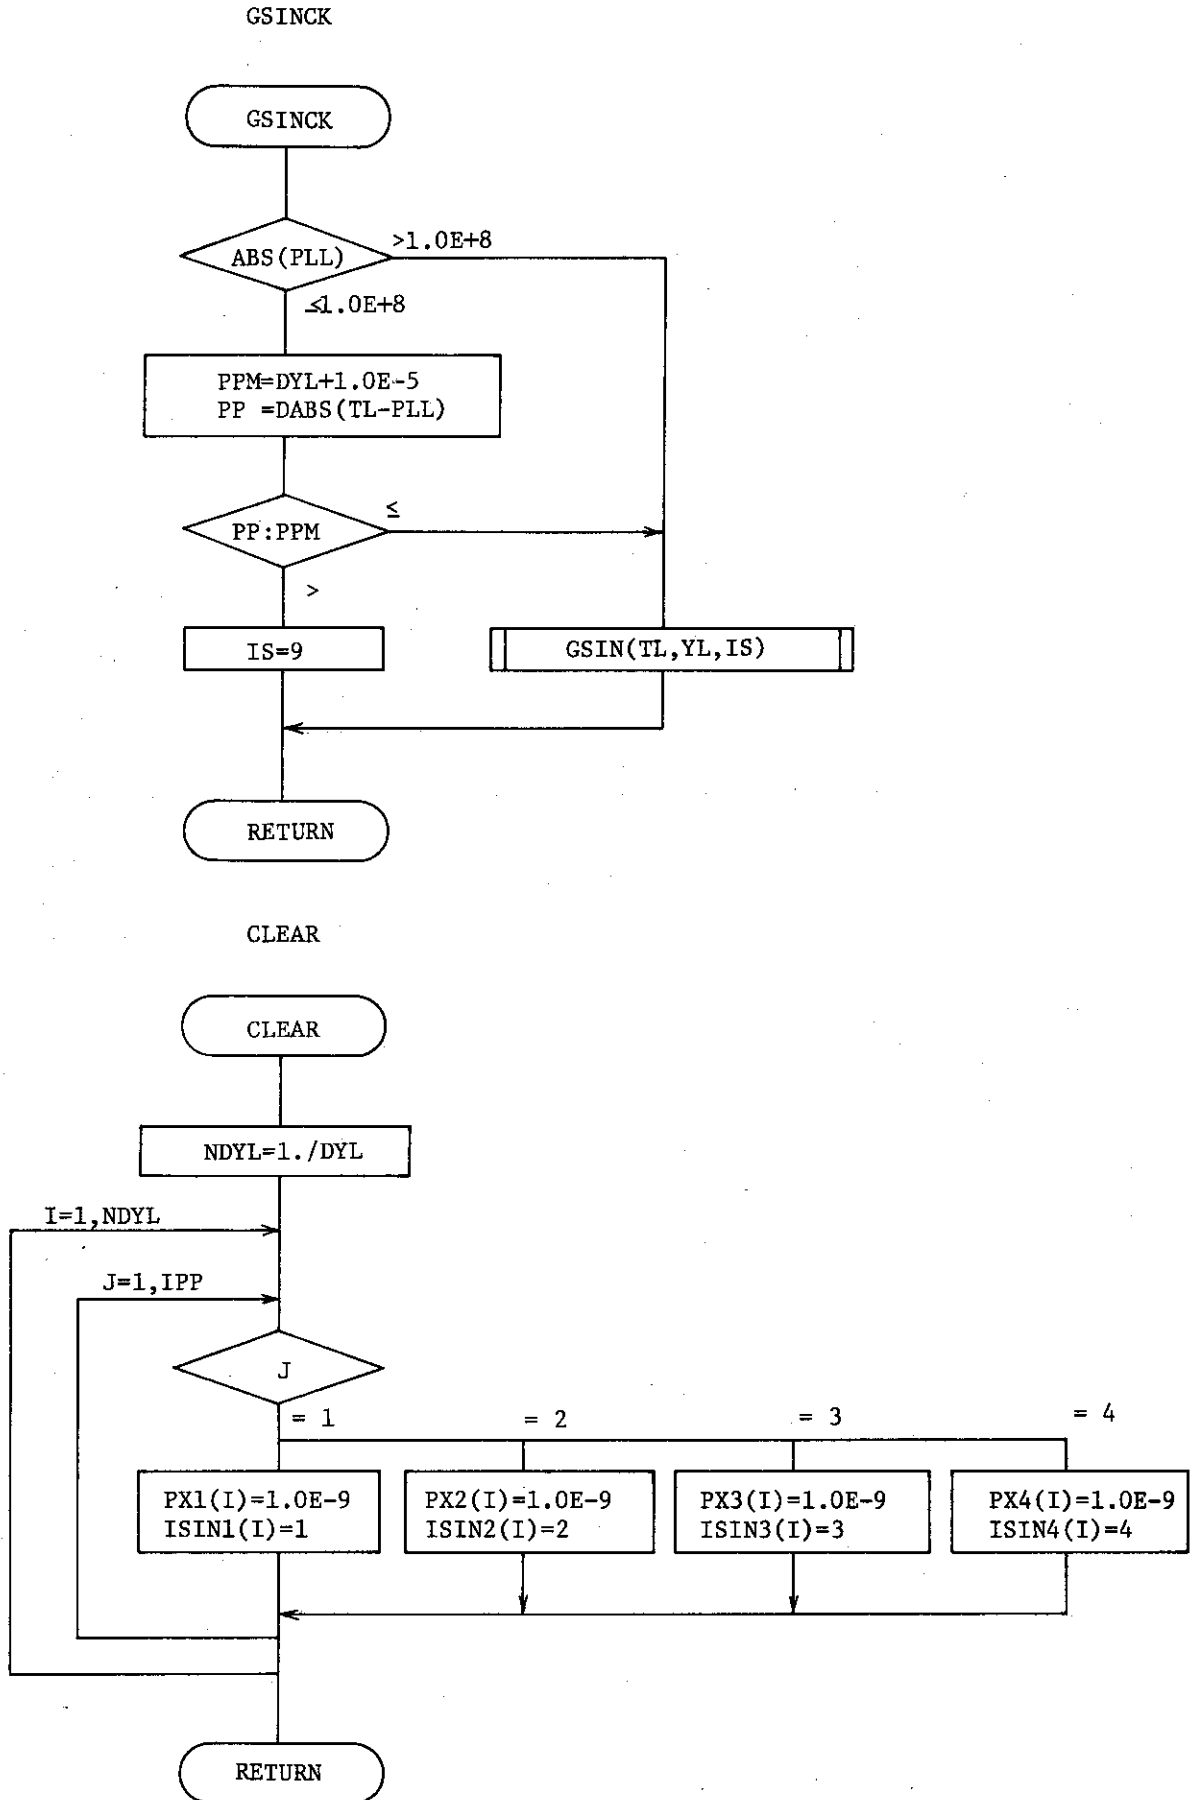 GSINCK
GSINCK
ABS(PLL)
>1.0E+8
≤1.0E+8
PPM=DYL+1.0E-5
PP =DABS(TL-PLL)
PP:PPM
≤
>
IS=9
GSIN(TL,YL,IS)
RETURN
CLEAR
CLEAR
NDYL=1./DYL
I=1,NDYL
J=1,IPP
J
= 1
= 2
= 3
= 4
PX1(I)=1.0E-9
ISIN1(I)=1
PX2(I)=1.0E-9
ISIN2(I)=2
PX3(I)=1.0E-9
ISIN3(I)=3
PX4(I)=1.0E-9
ISIN4(I)=4
RETURN